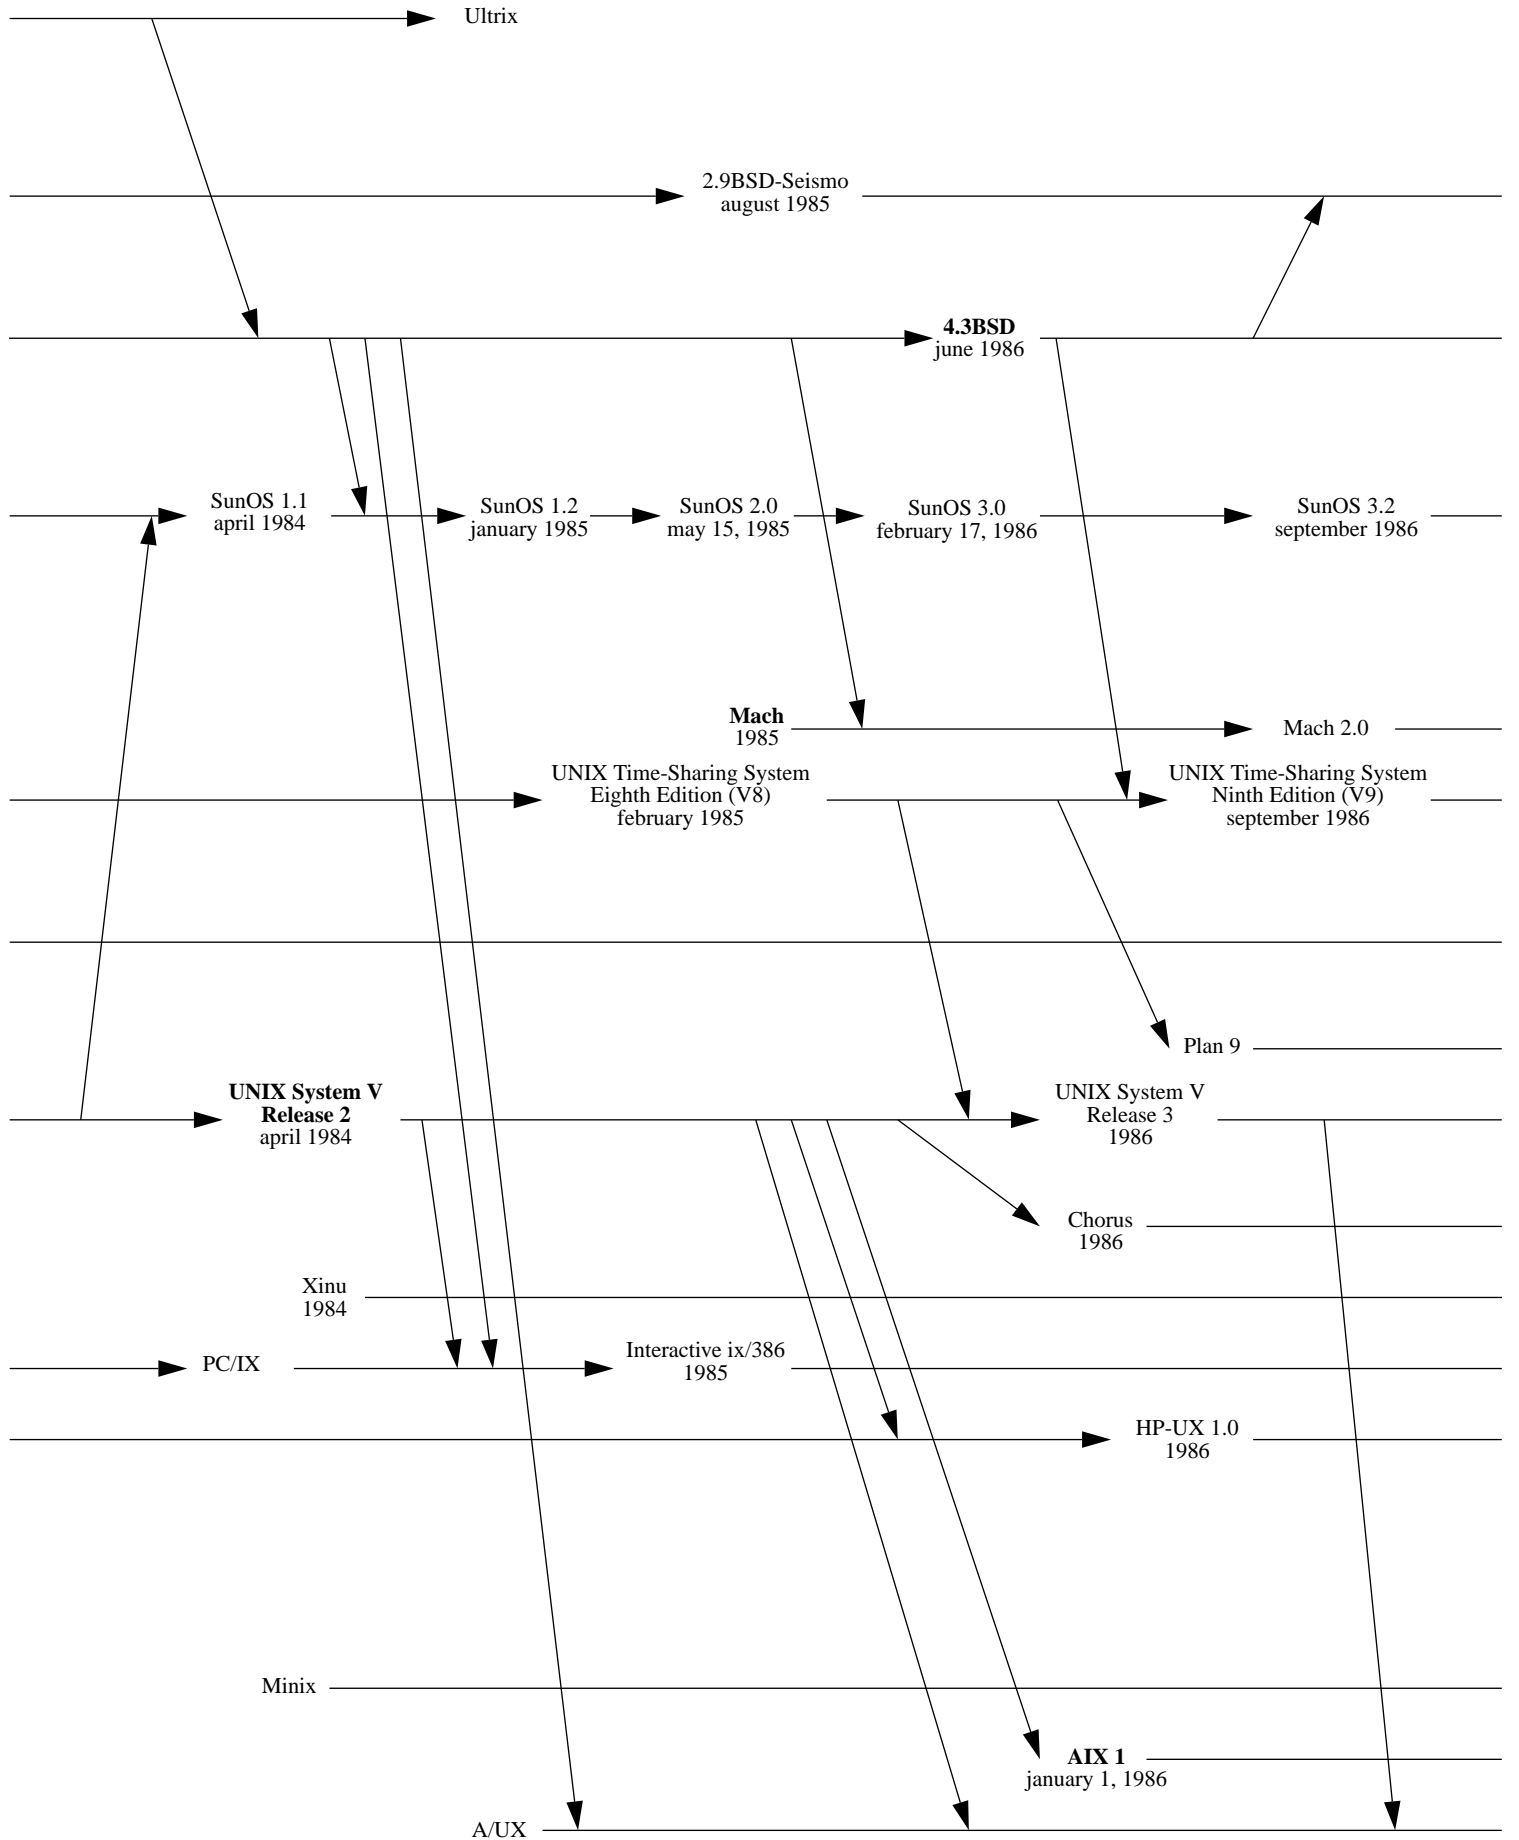 Ultrix
2.9BSD-Seismo
august 1985
4.3BSD
june 1986
SunOS 1.1
april 1984
SunOS 1.2
january 1985
SunOS 2.0
may 15, 1985
SunOS 3.0
february 17, 1986
SunOS 3.2
september 1986
Mach
1985
Mach 2.0
UNIX Time-Sharing System
Eighth Edition (V8)
february 1985
UNIX Time-Sharing System
Ninth Edition (V9)
september 1986
Plan 9
UNIX System V
Release 2
april 1984
UNIX System V
Release 3
1986
Chorus
1986
Xinu
1984
PC/IX
Interactive ix/386
1985
HP-UX 1.0
1986
Minix
AIX 1
january 1, 1986
A/UX